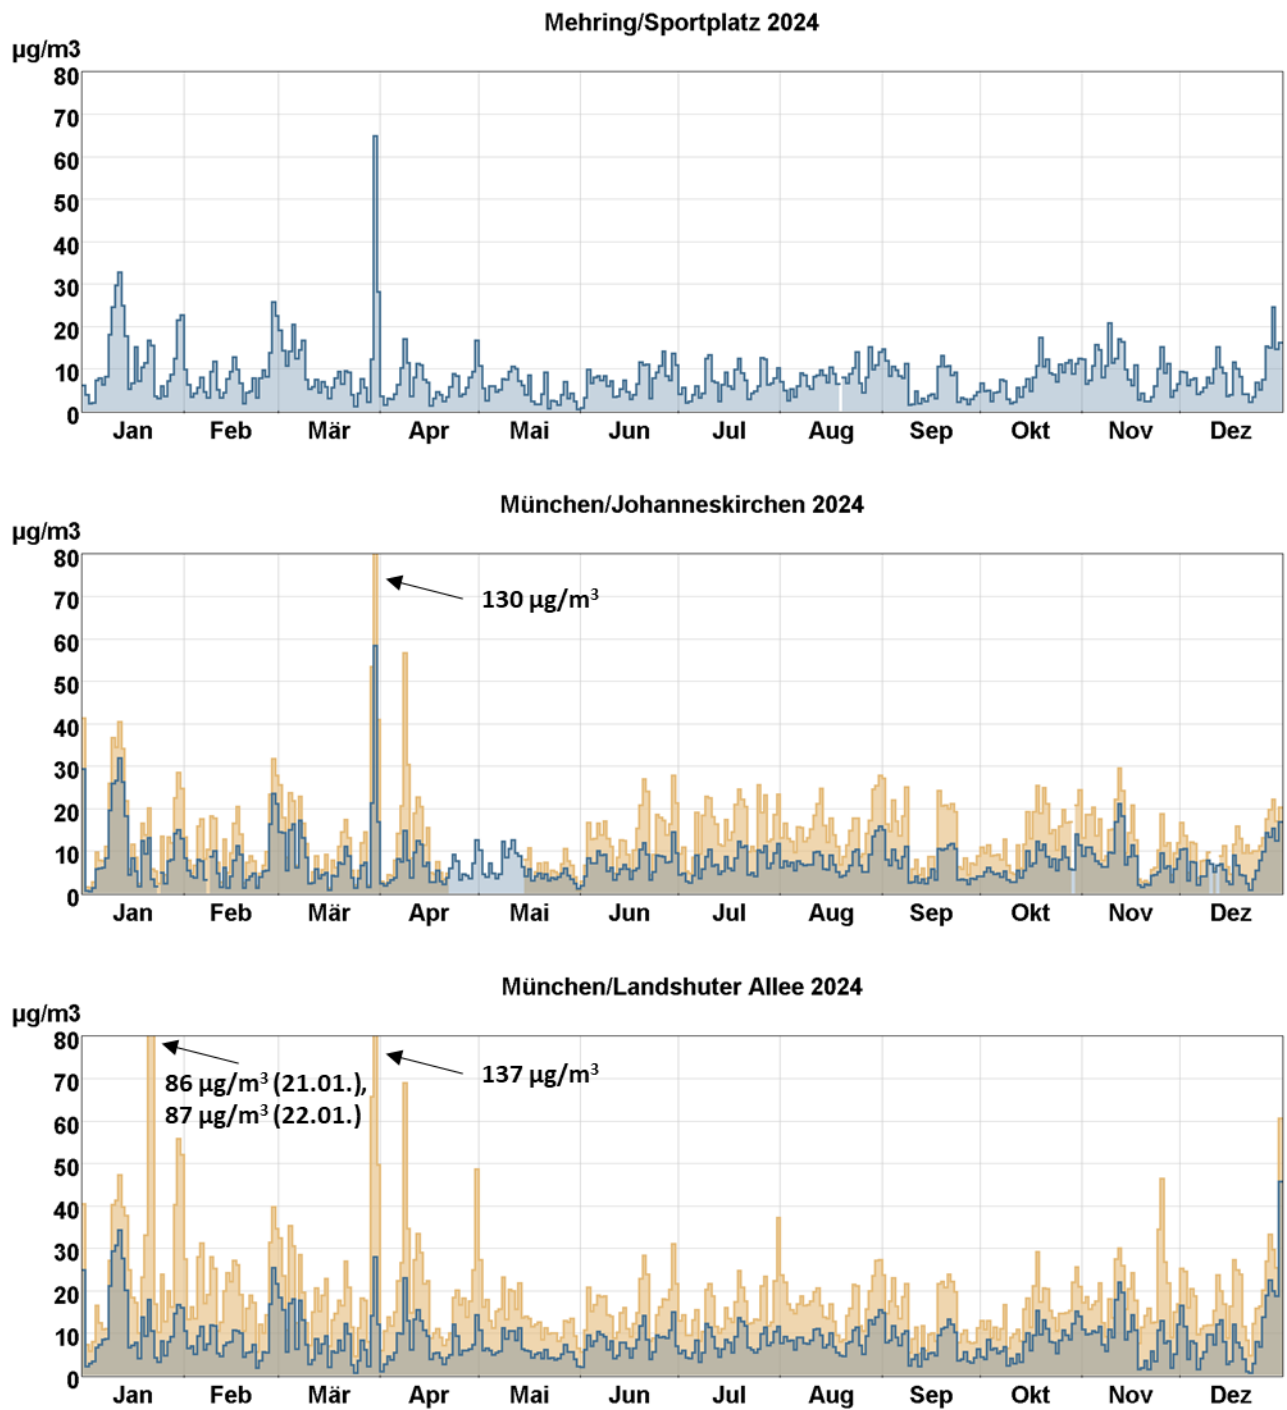 Mehring/Sportplatz 2024
µg/m3
80
70
60
50
40
30
20
10
0
Jan Feb Mär Apr Mai Jun Jul Aug Sep Okt Nov Dez
München/Johanneskirchen 2024
µg/m3
80
130 µg/m³
70
60
50
40
30
20
10
0
Jan Feb Mär Apr Mai Jun Jul Aug Sep Okt Nov Dez
München/Landshuter Allee 2024
µg/m3
80
137 µg/m³
86 µg/m³ (21.01.),
87 µg/m³ (22.01.)
70
60
50
40
30
20
10
0
Jan Feb Mär Apr Mai Jun Jul Aug Sep Okt Nov Dez